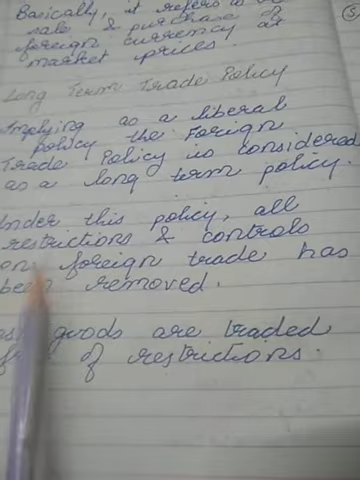 Basically, it refers to
sale & purchase of
foreign currency at
market prices.
Long Term Trade Policy
Implying as a liberal
policy the Foreign
Trade Policy is considered
as a long term policy.
Under this policy, all
restrictions & controls
on foreign trade has
been removed.
goods are traded
of restrictions.